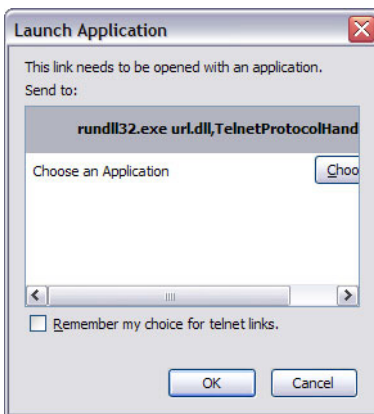 Launch Application
This link needs to be opened with an application.
Send to:
rundll32.exe url.dll,TelnetProtocolHand
Choose an Application
Choo
Remember my choice for telnet links.
OK
Cancel